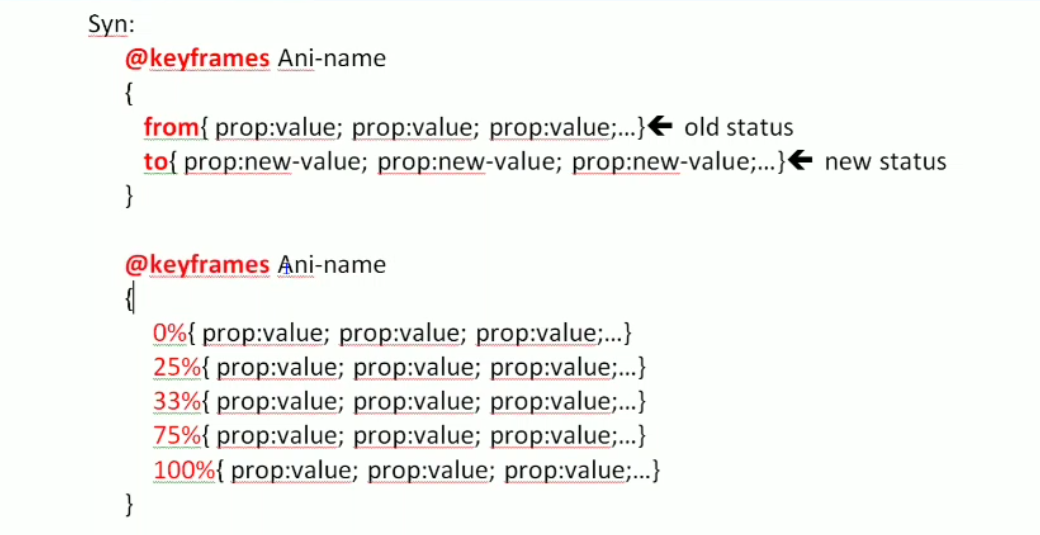 Syn:
@keyframes Ani-name
{
from{ prop:value; prop:value; prop:value;...}🡸 old status
to{ prop:new-value; prop:new-value; prop:new-value;...}🡸 new status
}
@keyframes Ani-name
{
0%{ prop:value; prop:value; prop:value;...}
25%{ prop:value; prop:value; prop:value;...}
33%{ prop:value; prop:value; prop:value;...}
75%{ prop:value; prop:value; prop:value;...}
100%{ prop:value; prop:value; prop:value;...}
}